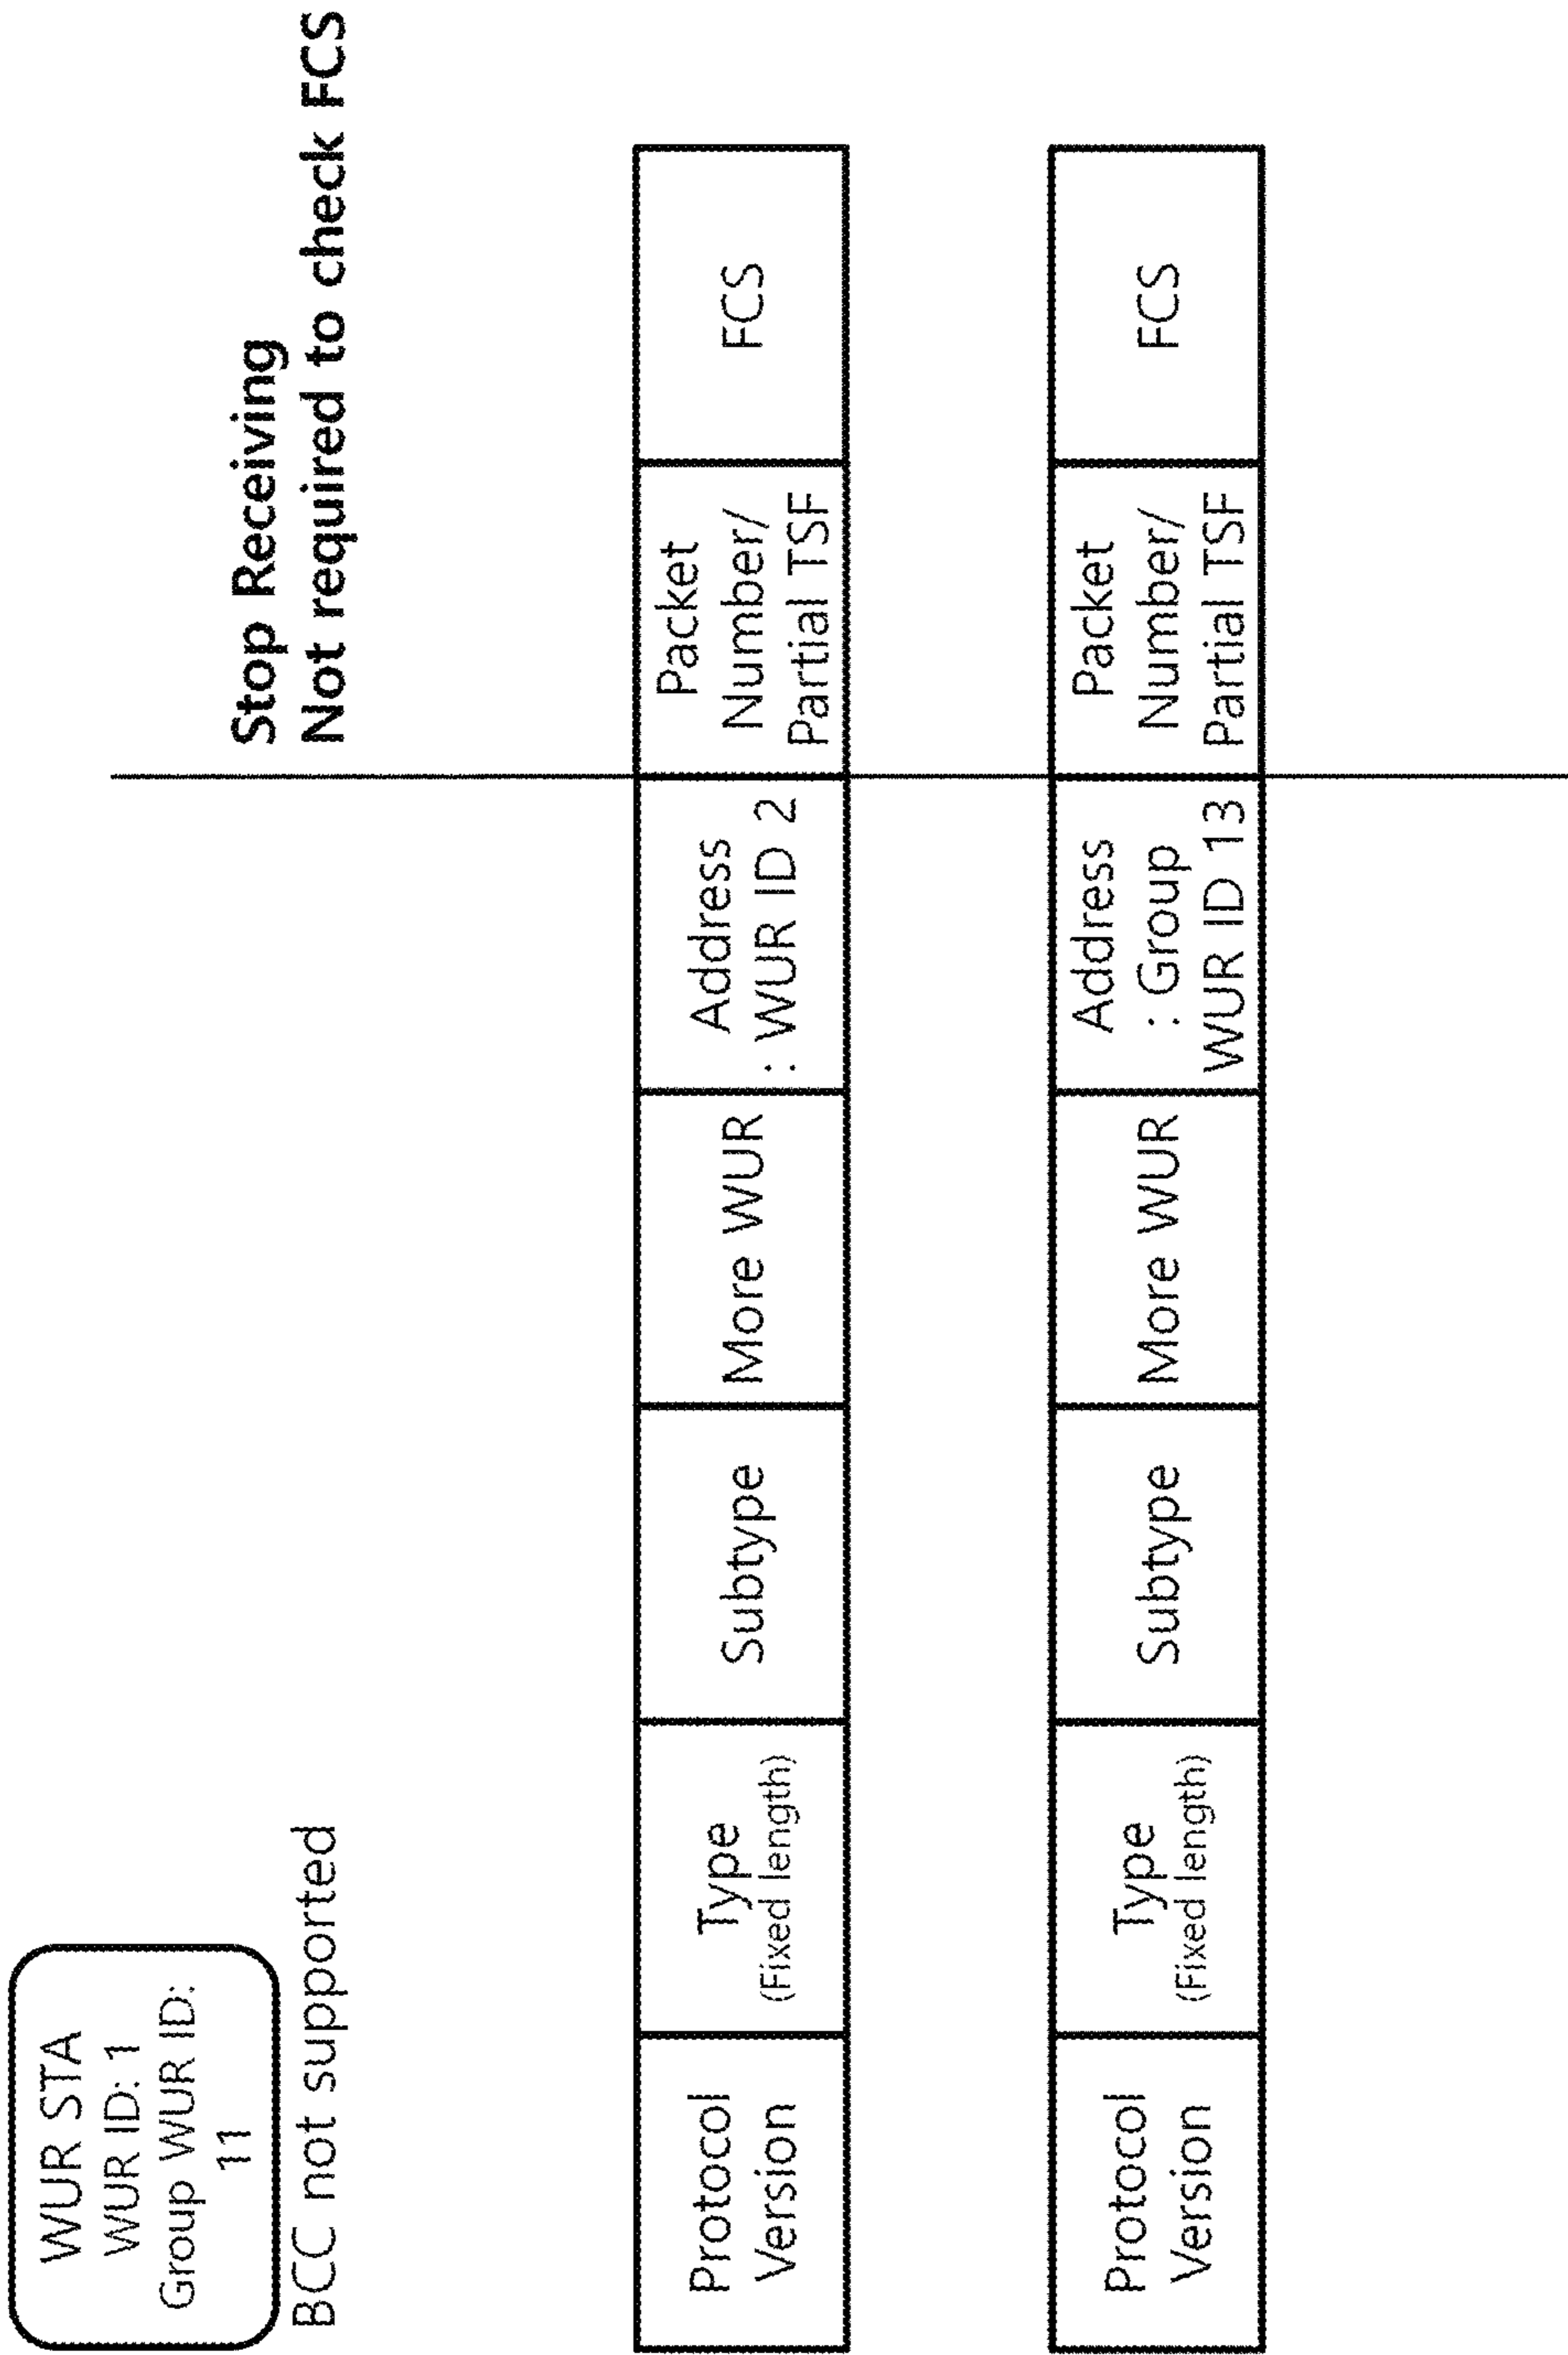 WUR STA
WUR ID: 1
Group WUR ID:
11
BCC not supported
Stop Receiving
Not required to check FCS
Protocol
Version
Type
(Fixed length)
Subtype
More WUR
Address
: WUR ID 2
Packet
Number/
Partial TSF
FCS
Protocol
Version
Type
(Fixed length)
Subtype
More WUR
Address
: Group
WUR ID 13
Packet
Number/
Partial TSF
FCS